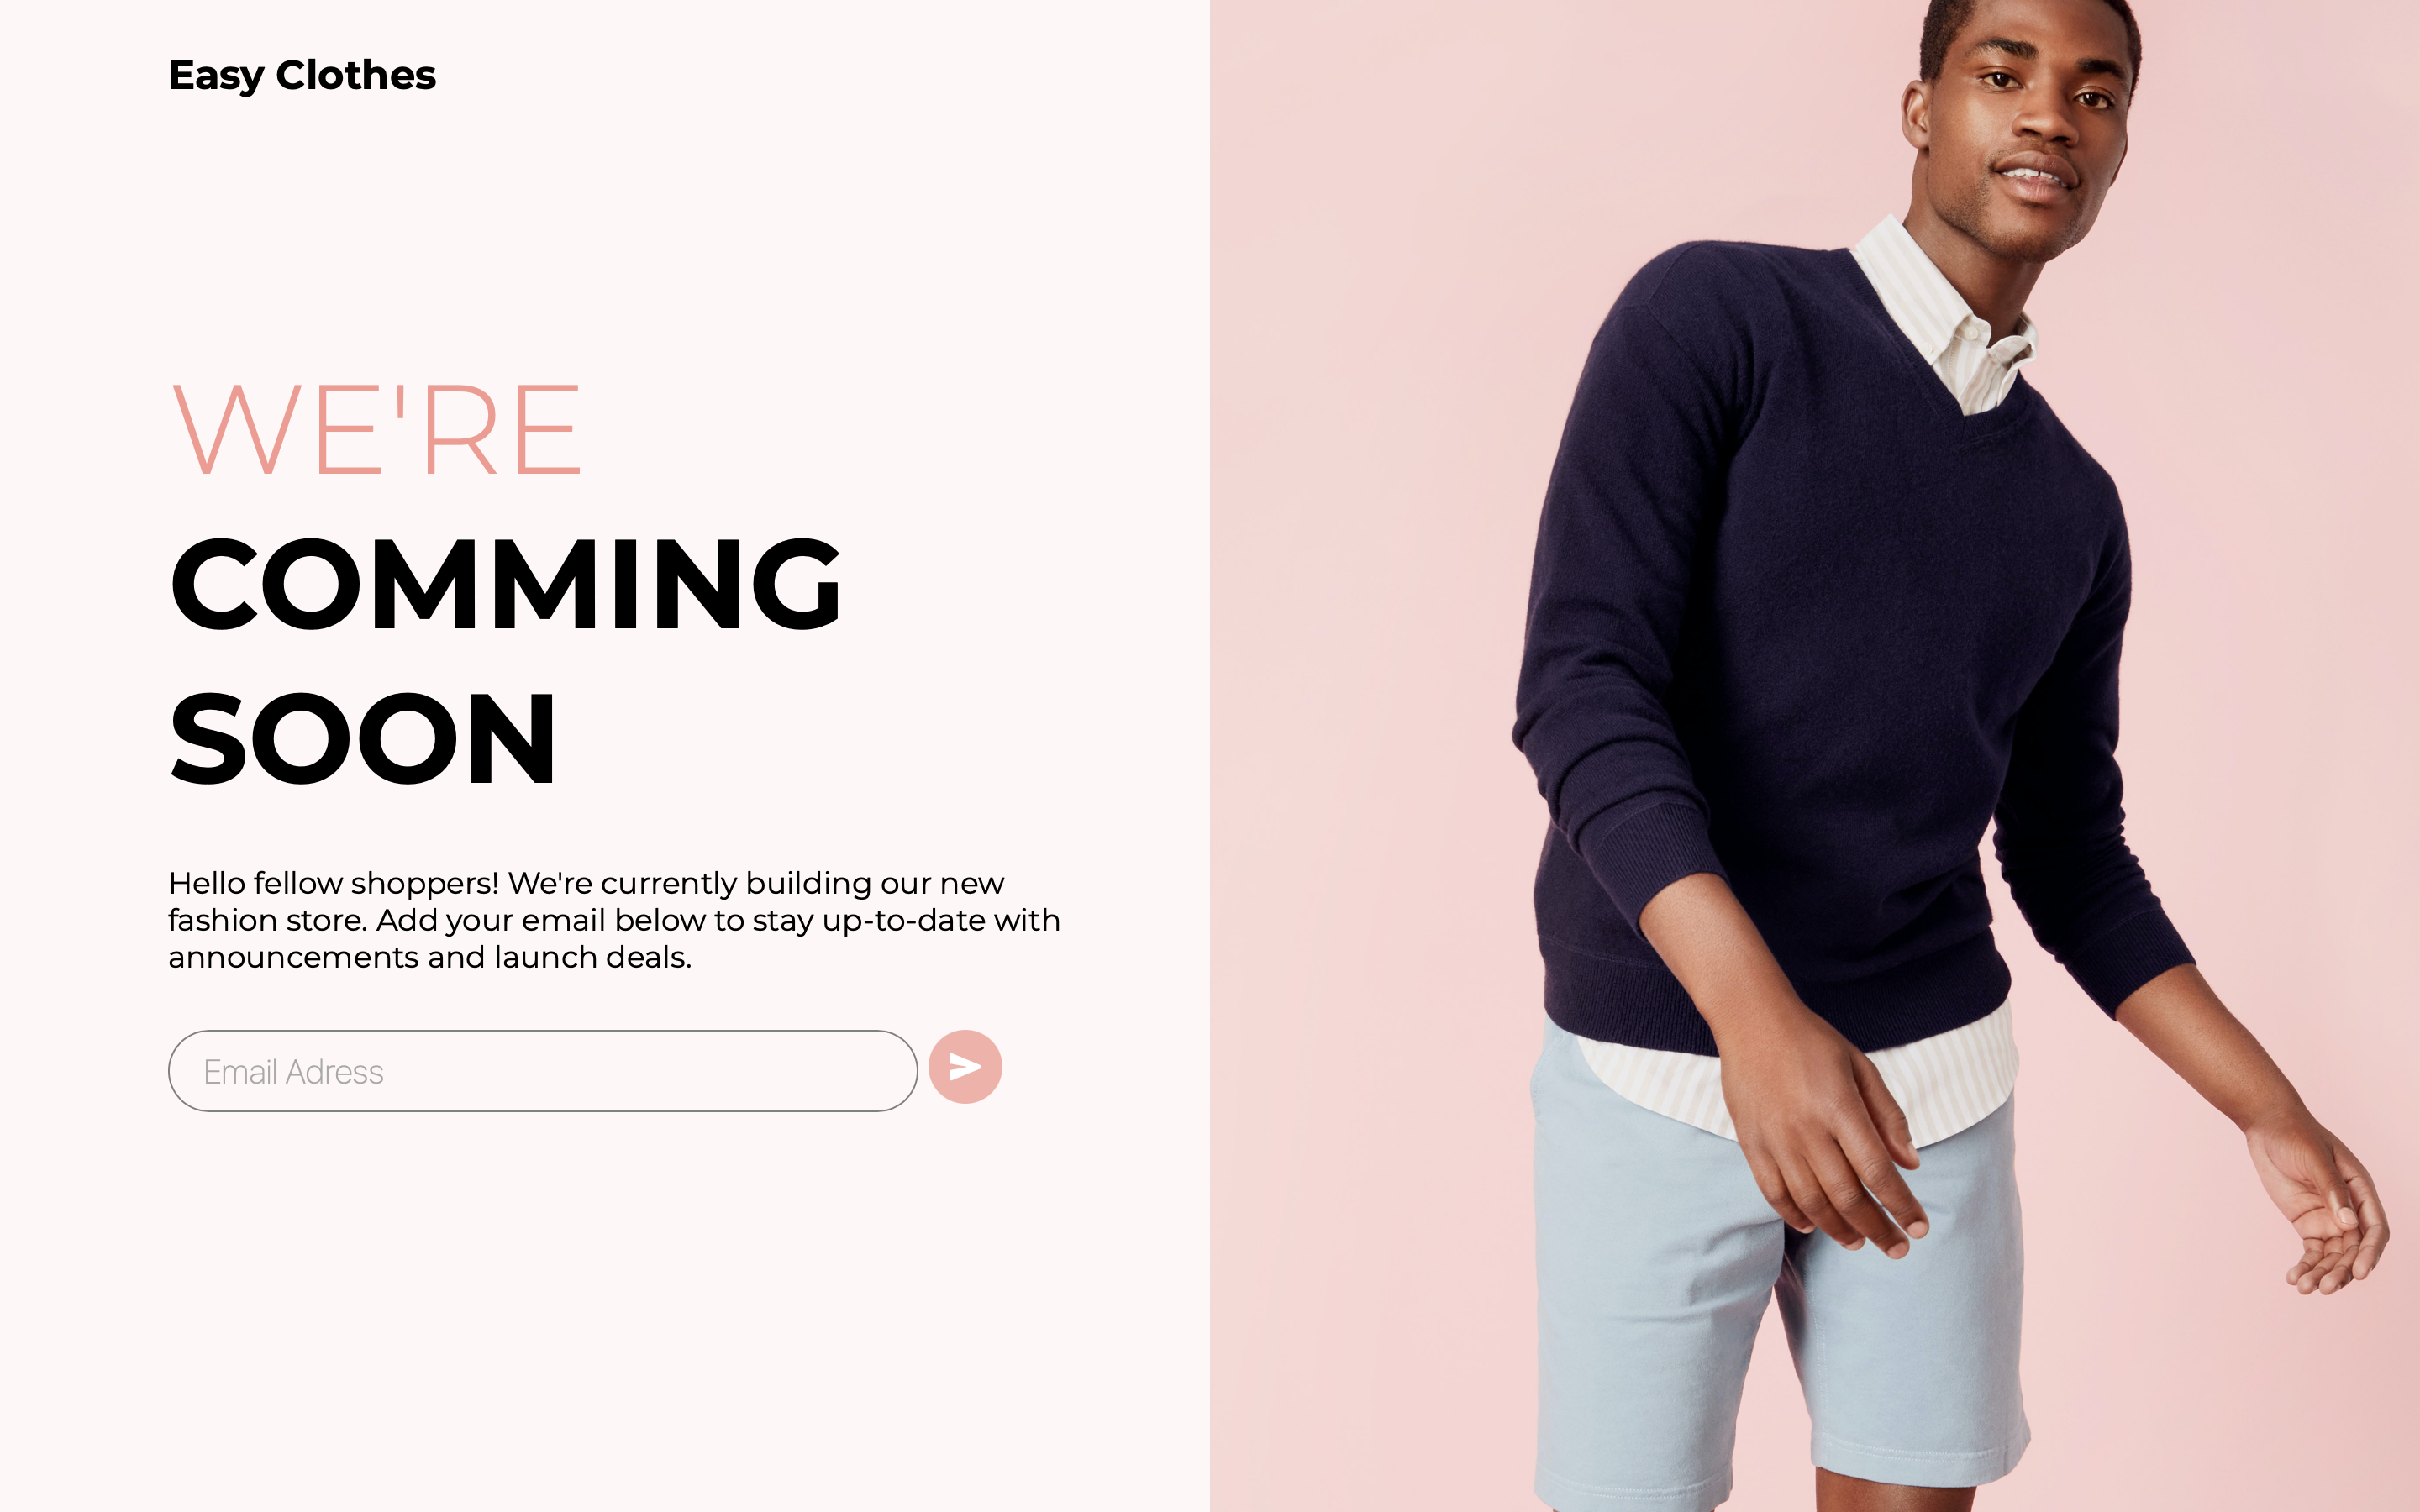 Easy Clothes
WE'RE
COMMING
SOON
Hello fellow shoppers! We're currently building our new
fashion store. Add your email below to stay up-to-date with
announcements and launch deals.
Email Adress